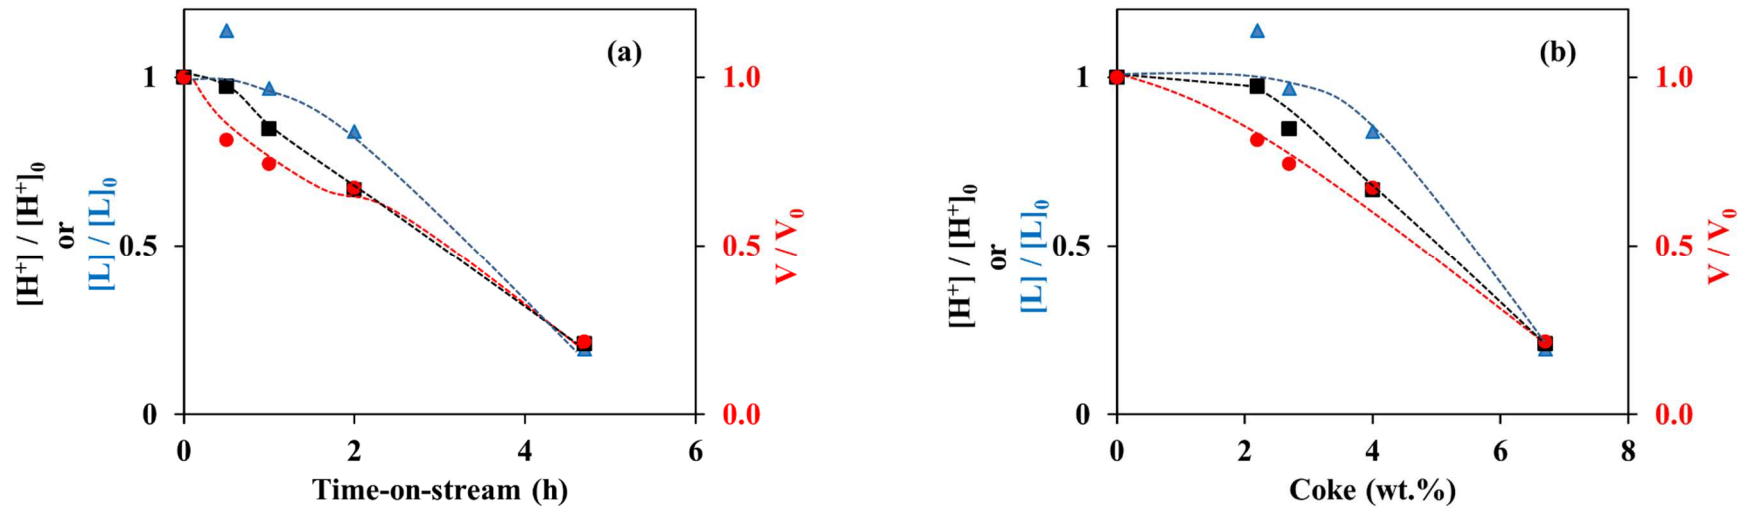 (a)
1
0.5
0
[H⁺] / [H⁺]₀
or
[L] / [L]₀
1.0
0.5
0.0
V / V₀
0 2 4 6
Time-on-stream (h)
(b)
1
0.5
0
[H⁺] / [H⁺]₀
or
[L] / [L]₀
1.0
0.5
0.0
V / V₀
0 2 4 6 8
Coke (wt.%)